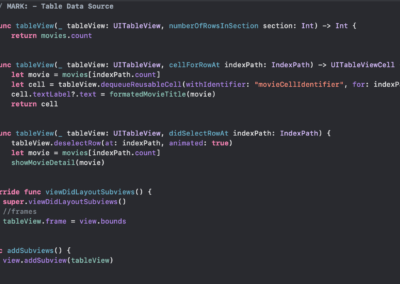 / MARK: - Table Data Source
unc tableView(_ tableView: UITableView, numberOfRowsInSection section: Int) -> Int {
return movies.count
unc tableView(_ tableView: UITableView, cellForRowAt indexPath: IndexPath) -> UITableViewCell
let movie = movies[indexPath.count]
let cell = tableView.dequeueReusableCell(withIdentifier: "movieCellIdentifier", for: indexP
cell.textLabel?.text = formatedMovieTitle(movie)
return cell
unc tableView(_ tableView: UITableView, didSelectRowAt indexPath: IndexPath) {
tableView.deselectRow(at: indexPath, animated: true)
let movie = movies[indexPath.count]
showMovieDetail(movie)
erride func viewDidLayoutSubviews() {
super.viewDidLayoutSubviews()
//frames
tableView.frame = view.bounds
c addSubviews() {
view.addSubview(tableView)